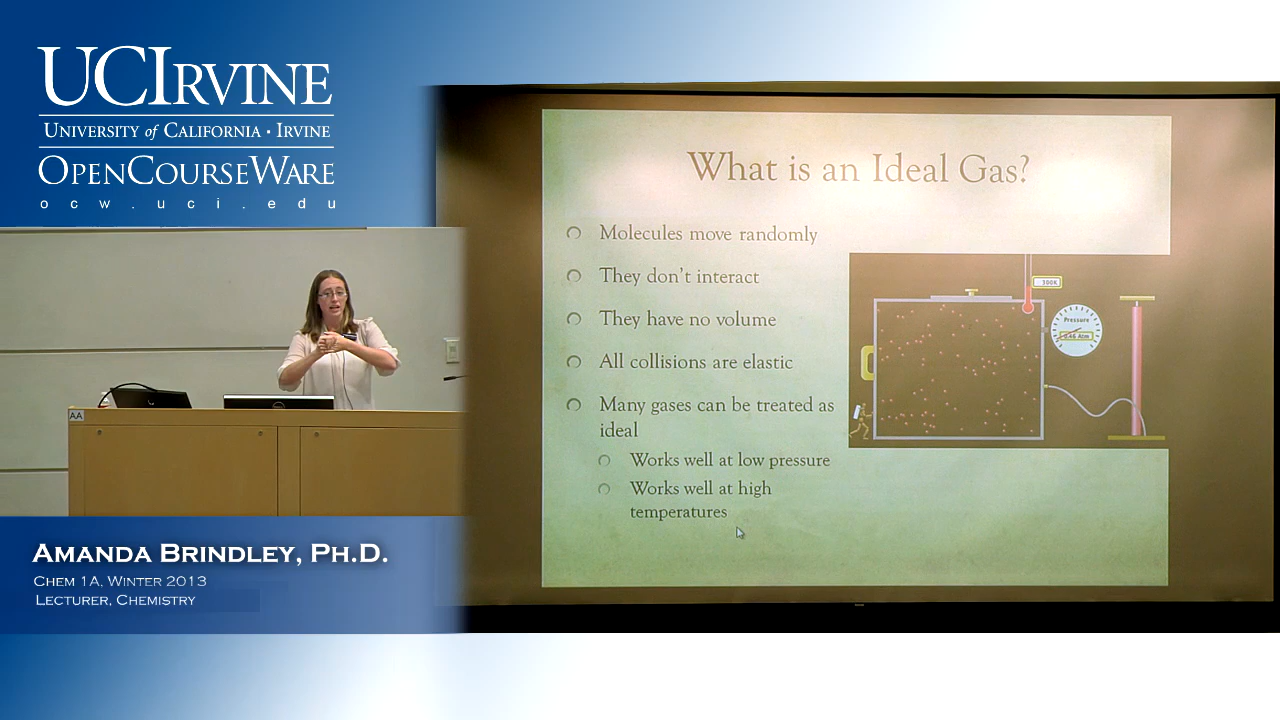 UCIRVINE
UNIVERSITY of CALIFORNIA • IRVINE
OPENCOURSEWARE
ocw.uci.edu
AA
AMANDA BRINDLEY, PH.D.
CHEM 1A, WINTER 2013
LECTURER, CHEMISTRY
What is an Ideal Gas?
Molecules move randomly
They don't interact
They have no volume
All collisions are elastic
Many gases can be treated as
ideal
Works well at low pressure
Works well at high
temperatures
300K
Pressure